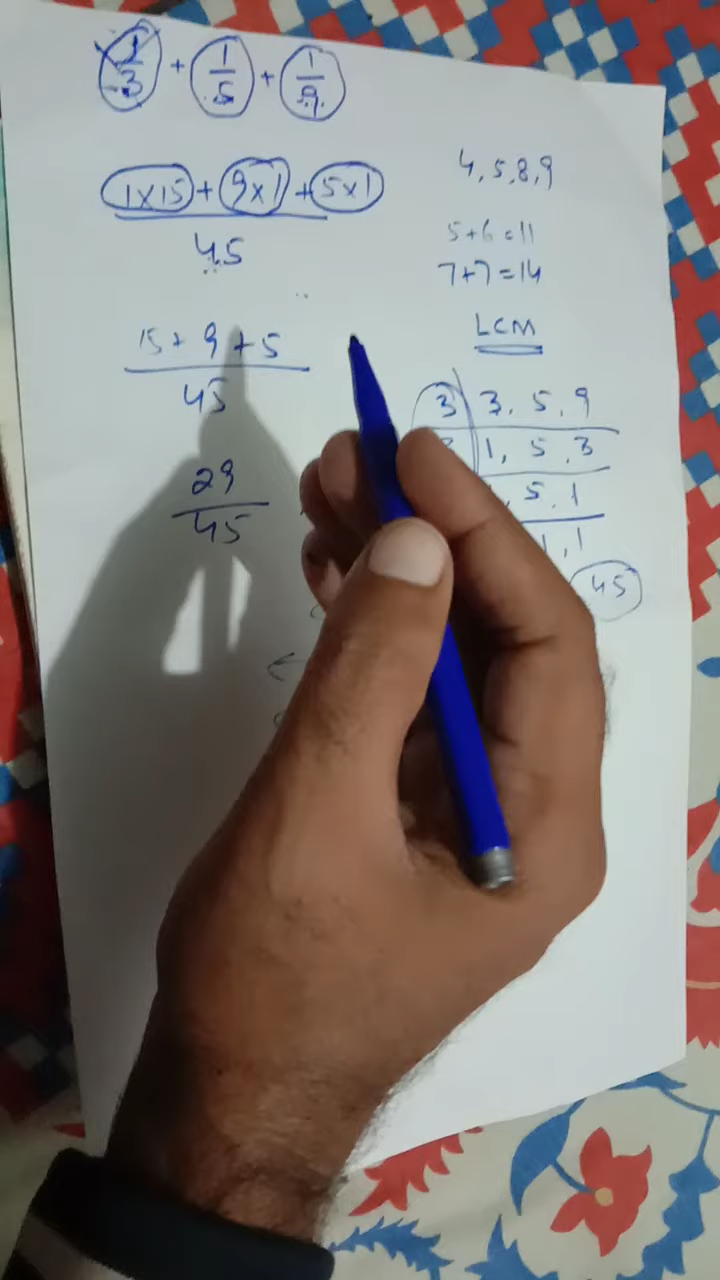 1/3 + 1/5 + 1/9
1×15 + 9×1 + 5×1
45
15 + 9 + 5
45
29
45
4, 5, 8, 9
5+6=11
7+7=14
LCM
3 | 3, 5, 9
1, 5, 3
, 5, 1
1, 1
45